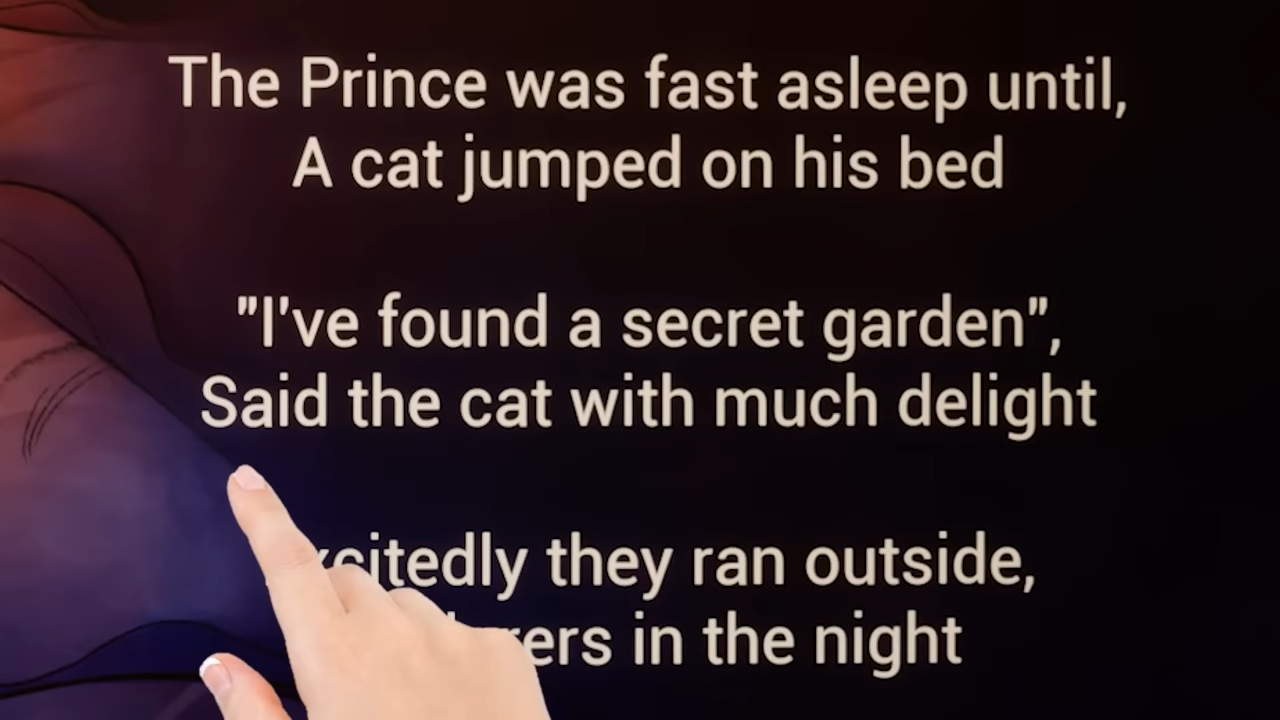 The Prince was fast asleep until,
A cat jumped on his bed
"I've found a secret garden",
Said the cat with much delight
they ran outside,
in the night